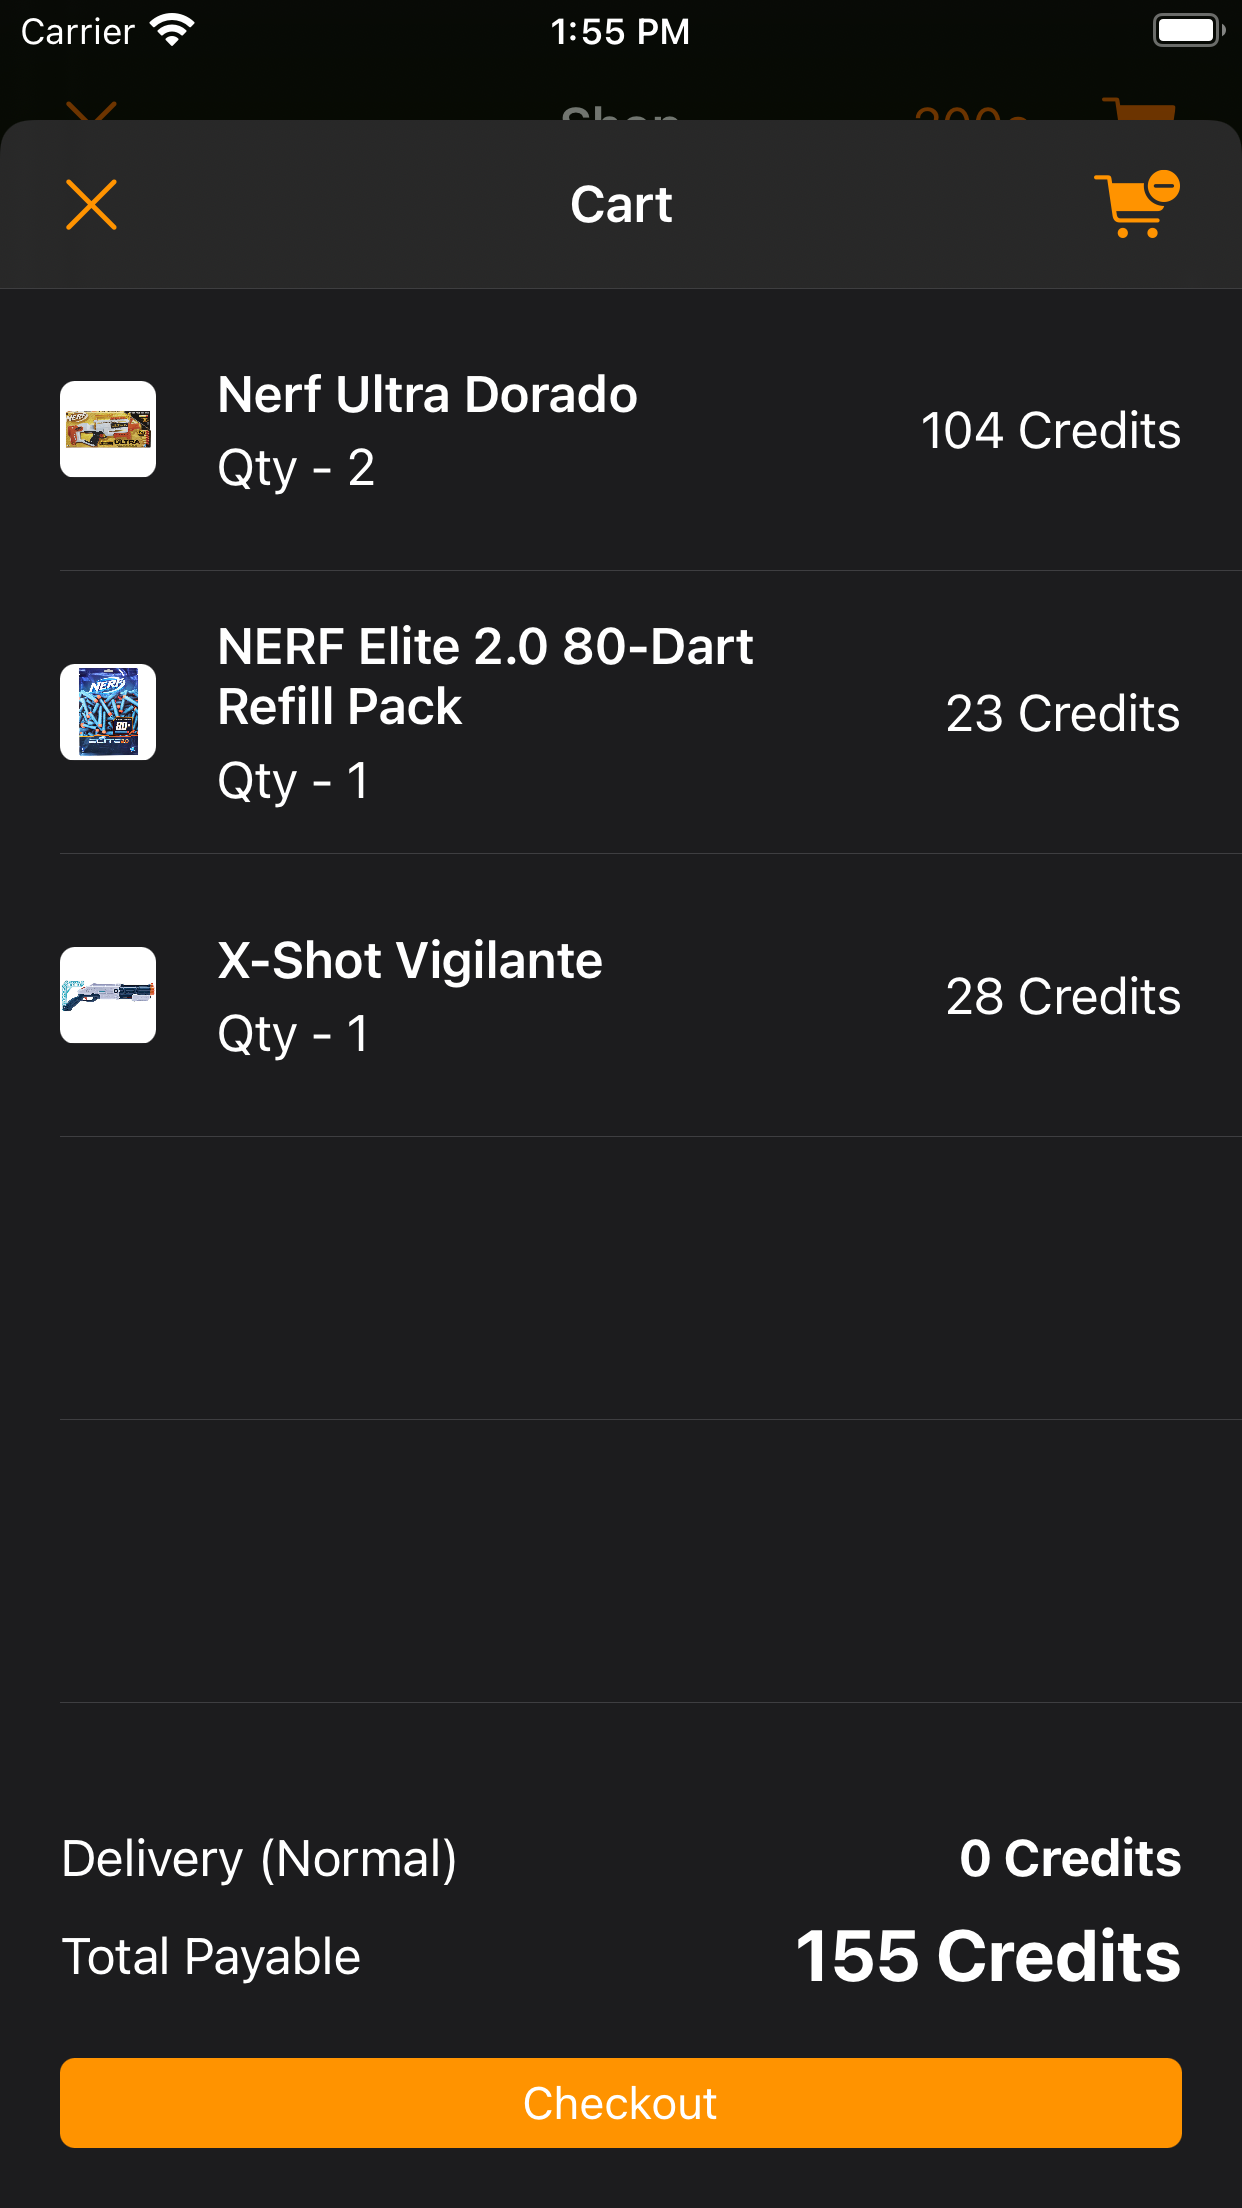 Carrier 1:55 PM
Cart
Nerf Ultra Dorado
Qty - 2
104 Credits
NERF Elite 2.0 80-Dart
Refill Pack
Qty - 1
23 Credits
X-Shot Vigilante
Qty - 1
28 Credits
Delivery (Normal) 0 Credits
Total Payable 155 Credits
Checkout